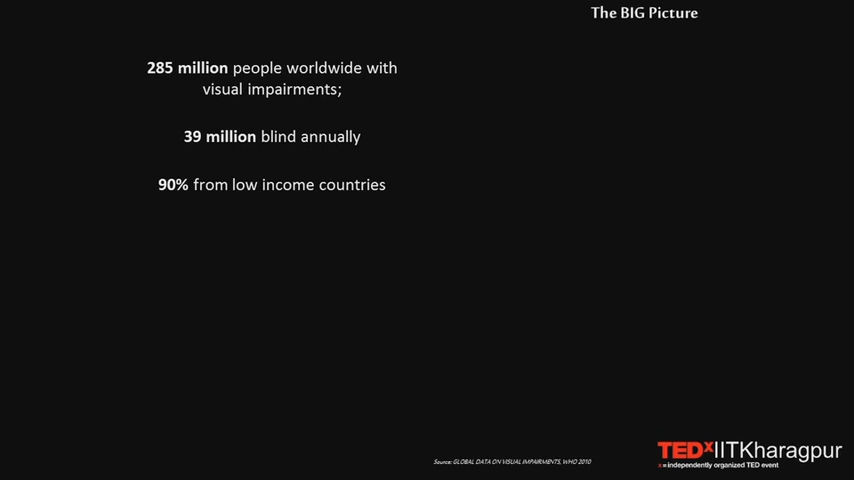 The BIG Picture
285 million people worldwide with
visual impairments;
39 million blind annually
90% from low income countries
Source: GLOBAL DATA ON VISUAL IMPAIRMENTS, WHO 2010
TEDxIITKharagpur
x = independently organized TED event